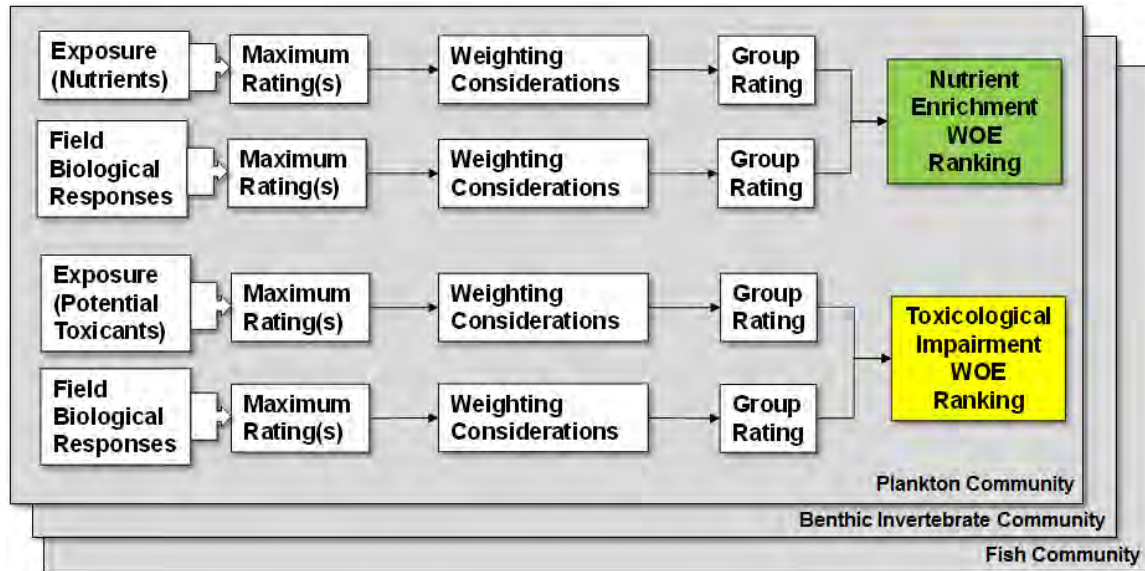 Exposure
(Nutrients)
Maximum
Rating(s)
Weighting
Considerations
Group
Rating
Nutrient
Enrichment
WOE
Ranking
Field
Biological
Responses
Maximum
Rating(s)
Weighting
Considerations
Group
Rating
Exposure
(Potential
Toxicants)
Maximum
Rating(s)
Weighting
Considerations
Group
Rating
Toxicological
Impairment
WOE
Ranking
Field
Biological
Responses
Maximum
Rating(s)
Weighting
Considerations
Group
Rating
Plankton Community
Benthic Invertebrate Community
Fish Community